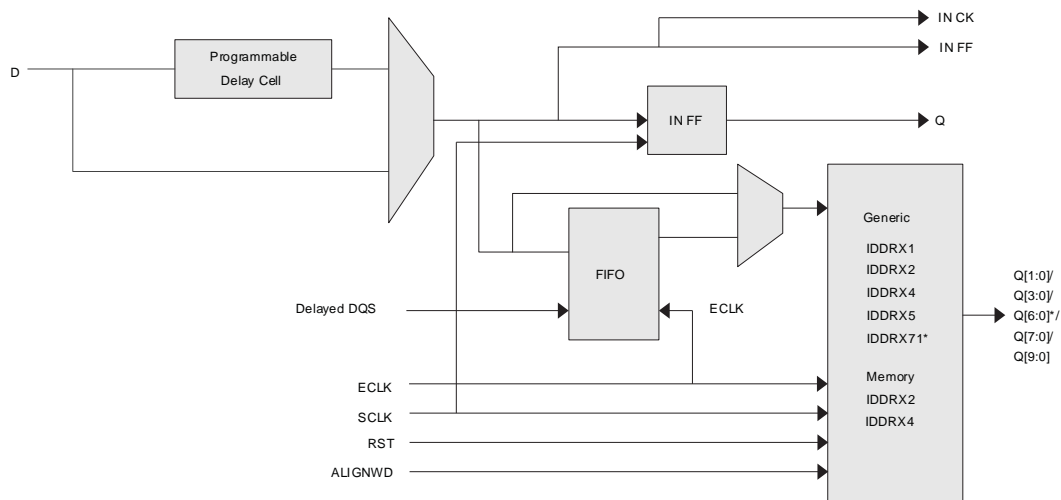 IN CK
IN FF
D
Programmable
Delay Cell
IN FF
Q
Generic
IDDRX1
IDDRX2
IDDRX4
IDDRX5
IDDRX71*
Memory
IDDRX2
IDDRX4
FIFO
Delayed DQS
ECLK
Q[1:0]/
Q[3:0]/
Q[6:0]*/
Q[7:0]/
Q[9:0]
ECLK
SCLK
RST
ALIGNWD